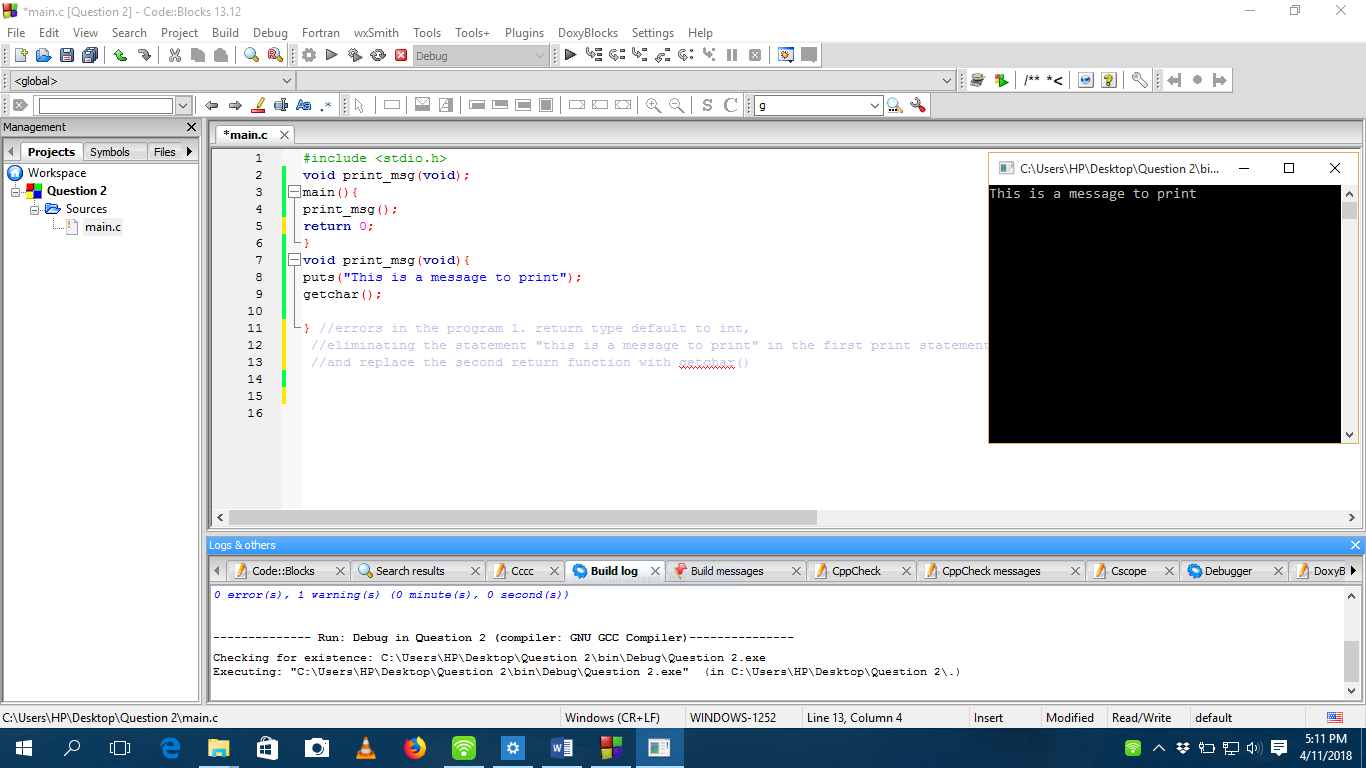 *main.c [Question 2] - Code::Blocks 13.12
File Edit View Search Project Build Debug Fortran wxSmith Tools Tools+ Plugins DoxyBlocks Settings Help
Debug
<global>
/** *<
Aa .* S C g
Management
Projects Symbols Files
Workspace
Question 2
Sources
main.c
*main.c
1 #include <stdio.h>
2 void print_msg(void);
3 main(){
4 print_msg();
5 return 0;
6 }
7 void print_msg(void){
8 puts("This is a message to print");
9 getchar();
10
11 } //errors in the program 1. return type default to int,
12 //eliminating the statement "this is a message to print" in the first print statement
13 //and replace the second return function with getchar()
14
15
16
C:\Users\HP\Desktop\Question 2\bi...
This is a message to print
Logs & others
Code::Blocks Search results Cccc Build log Build messages CppCheck CppCheck messages Cscope Debugger DoxyB
0 error(s), 1 warning(s) (0 minute(s), 0 second(s))
-------------- Run: Debug in Question 2 (compiler: GNU GCC Compiler)---------------
Checking for existence: C:\Users\HP\Desktop\Question 2\bin\Debug\Question 2.exe
Executing: "C:\Users\HP\Desktop\Question 2\bin\Debug\Question 2.exe" (in C:\Users\HP\Desktop\Question 2\.)
C:\Users\HP\Desktop\Question 2\main.c Windows (CR+LF) WINDOWS-1252 Line 13, Column 4 Insert Modified Read/Write default
5:11 PM
4/11/2018